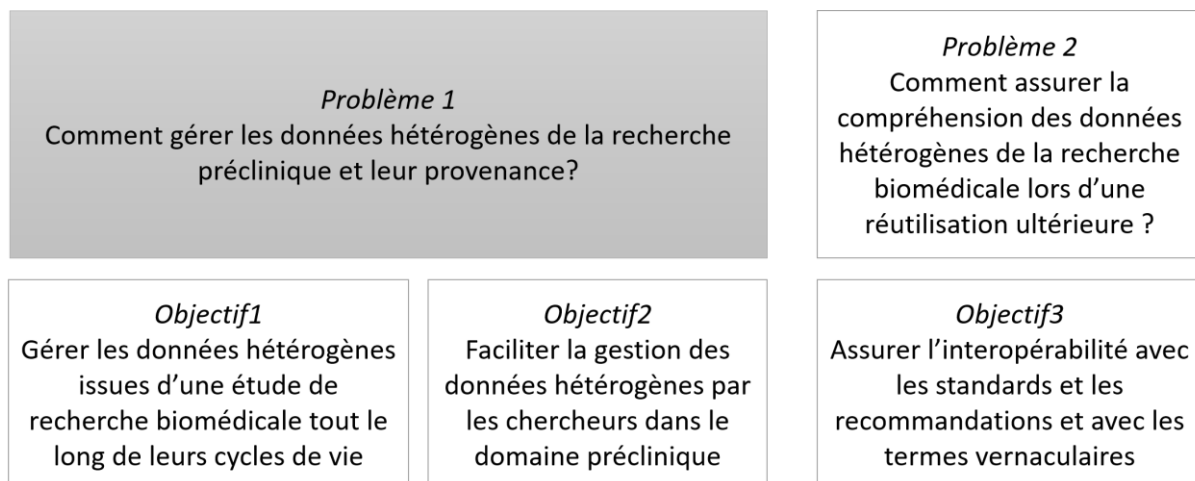 Problème 1
Comment gérer les données hétérogènes de la recherche
préclinique et leur provenance?
Problème 2
Comment assurer la
compréhension des données
hétérogènes de la recherche
biomédicale lors d’une
réutilisation ultérieure ?
Objectif1
Gérer les données hétérogènes
issues d’une étude de
recherche biomédicale tout le
long de leurs cycles de vie
Objectif2
Faciliter la gestion des
données hétérogènes par
les chercheurs dans le
domaine préclinique
Objectif3
Assurer l’interopérabilité avec
les standards et les
recommandations et avec les
termes vernaculaires